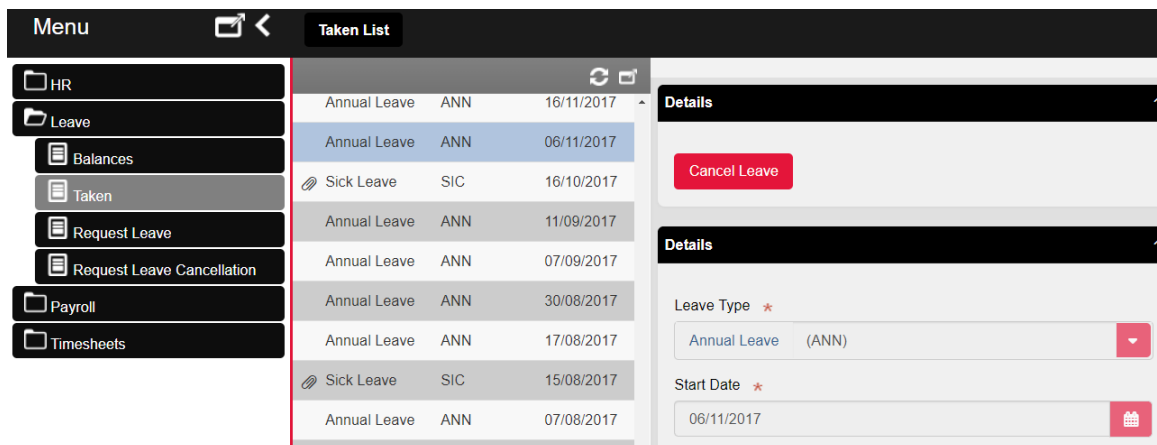 Menu
Taken List
HR
Leave
Balances
Taken
Request Leave
Request Leave Cancellation
Payroll
Timesheets
Annual Leave ANN 16/11/2017
Annual Leave ANN 06/11/2017
Sick Leave SIC 16/10/2017
Annual Leave ANN 11/09/2017
Annual Leave ANN 07/09/2017
Annual Leave ANN 30/08/2017
Annual Leave ANN 17/08/2017
Sick Leave SIC 15/08/2017
Annual Leave ANN 07/08/2017
Details
Cancel Leave
Details
Leave Type *
Annual Leave (ANN)
Start Date *
06/11/2017